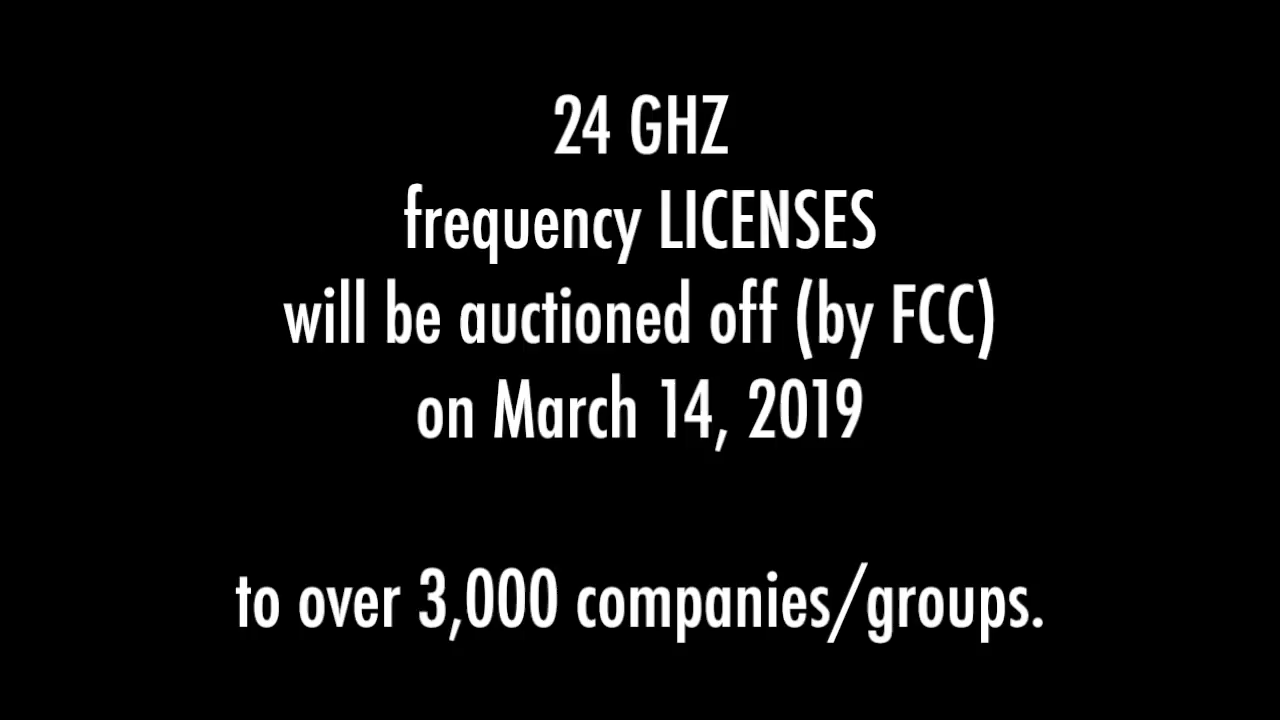 24 GHZ
frequency LICENSES
will be auctioned off (by FCC)
on March 14, 2019
to over 3,000 companies/groups.